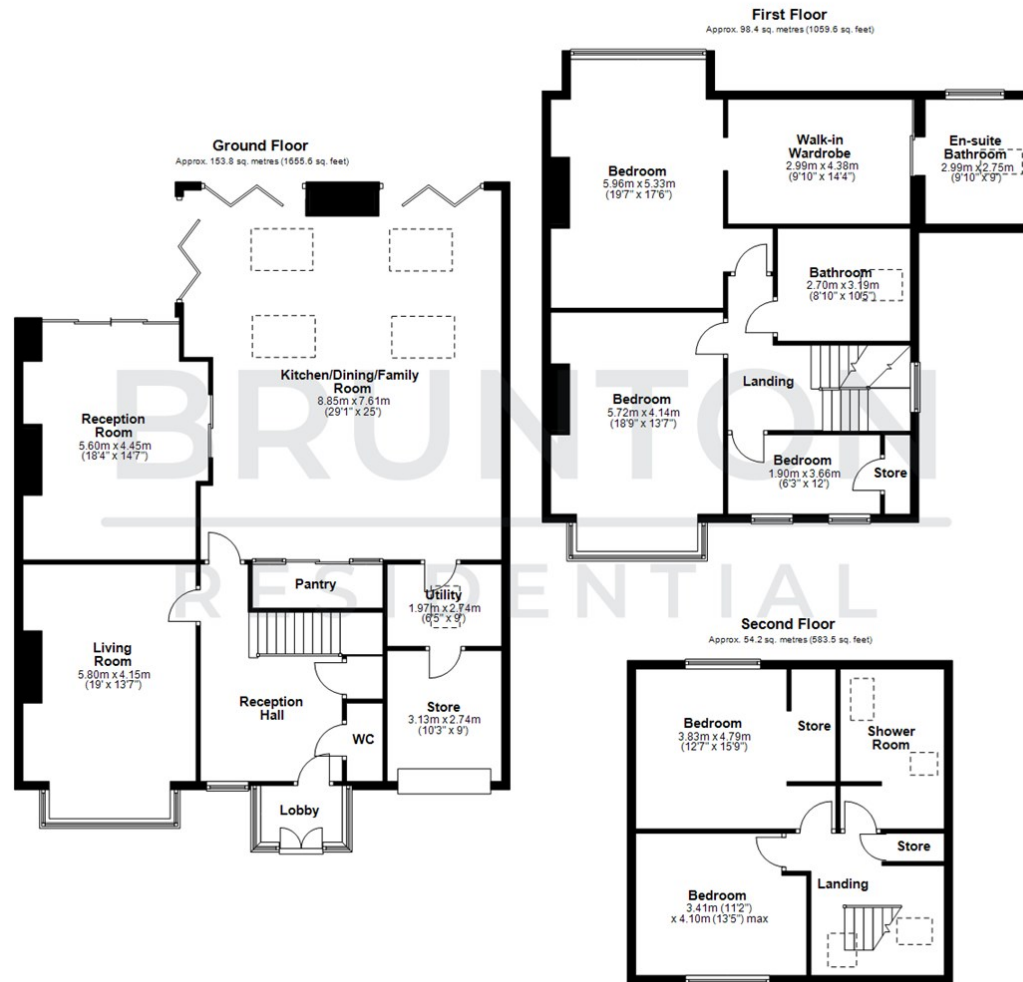 Ground Floor
Approx. 153.8 sq. metres (1655.6 sq. feet)
Kitchen/Dining/Family
Room
8.85m x 7.61m
(29'1" x 25')
Reception
Room
5.60m x 4.45m
(18'4" x 14'7")
Pantry
Utility
1.97m x 2.74m
(6'5" x 9')
Living
Room
5.80m x 4.15m
(19' x 13'7")
Reception
Hall
WC
Store
3.13m x 2.74m
(10'3" x 9')
Lobby
First Floor
Approx. 98.4 sq. metres (1059.6 sq. feet)
Bedroom
5.96m x 5.33m
(19'7" x 17'6")
Walk-in
Wardrobe
2.99m x 4.38m
(9'10" x 14'4")
En-suite
Bathroom
2.99m x 2.75m
(9'10" x 9')
Bathroom
2.70m x 3.19m
(8'10" x 10'5")
Landing
Bedroom
5.72m x 4.14m
(18'9" x 13'7")
Bedroom
1.90m x 3.66m
(6'3" x 12')
Store
Second Floor
Approx. 54.2 sq. metres (583.5 sq. feet)
Bedroom
3.83m x 4.79m
(12'7" x 15'9")
Store
Shower
Room
Store
Landing
Bedroom
3.41m (11'2")
x 4.10m (13'5") max
BRUNTON
RESIDENTIAL